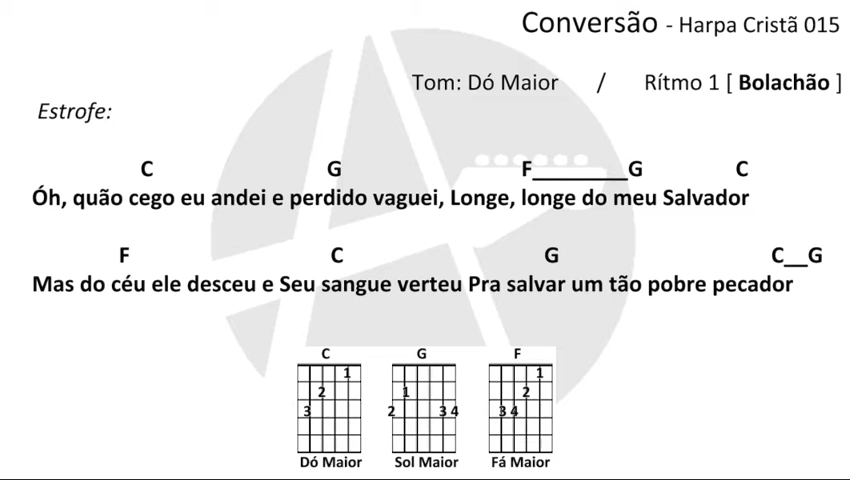 Conversão - Harpa Cristã 015
Tom: Dó Maior / Rítmo 1 [ Bolachão ]
Estrofe:
C G F________G C
Óh, quão cego eu andei e perdido vaguei, Longe, longe do meu Salvador
F C G C__G
Mas do céu ele desceu e Seu sangue verteu Pra salvar um tão pobre pecador
C G F
1 1
2 1 2
3 2 3 4 3 4
Dó Maior Sol Maior Fá Maior